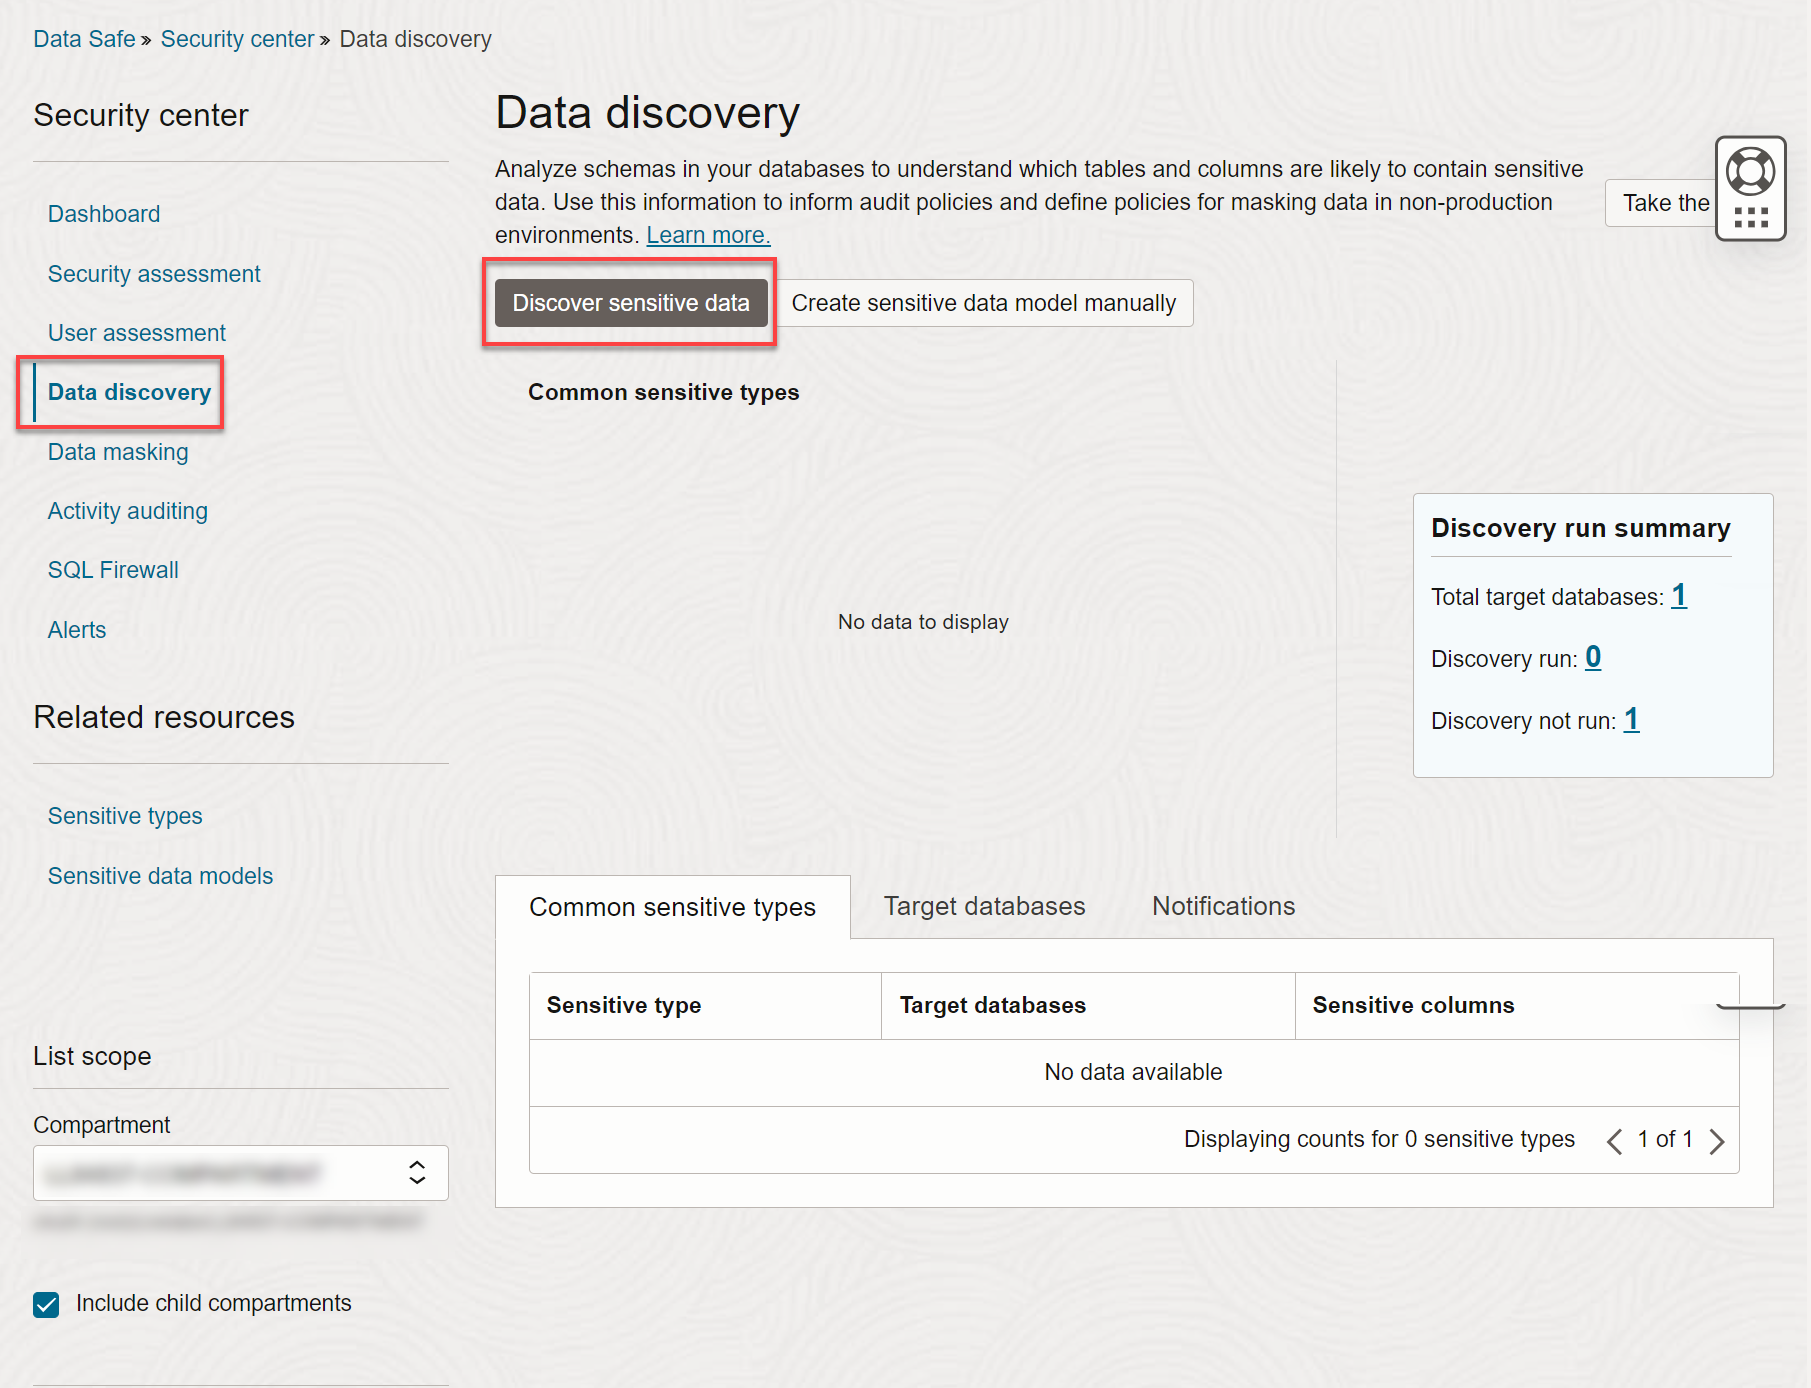 Data Safe » Security center » Data discovery
Security center
Dashboard
Security assessment
User assessment
Data discovery
Data masking
Activity auditing
SQL Firewall
Alerts
Related resources
Sensitive types
Sensitive data models
List scope
Compartment
Include child compartments
Data discovery
Analyze schemas in your databases to understand which tables and columns are likely to contain sensitive
data. Use this information to inform audit policies and define policies for masking data in non-production
environments. Learn more.
Take the
Discover sensitive data
Create sensitive data model manually
Common sensitive types
No data to display
Discovery run summary
Total target databases: 1
Discovery run: 0
Discovery not run: 1
Common sensitive types
Target databases
Notifications
Sensitive type
Target databases
Sensitive columns
No data available
Displaying counts for 0 sensitive types
1 of 1